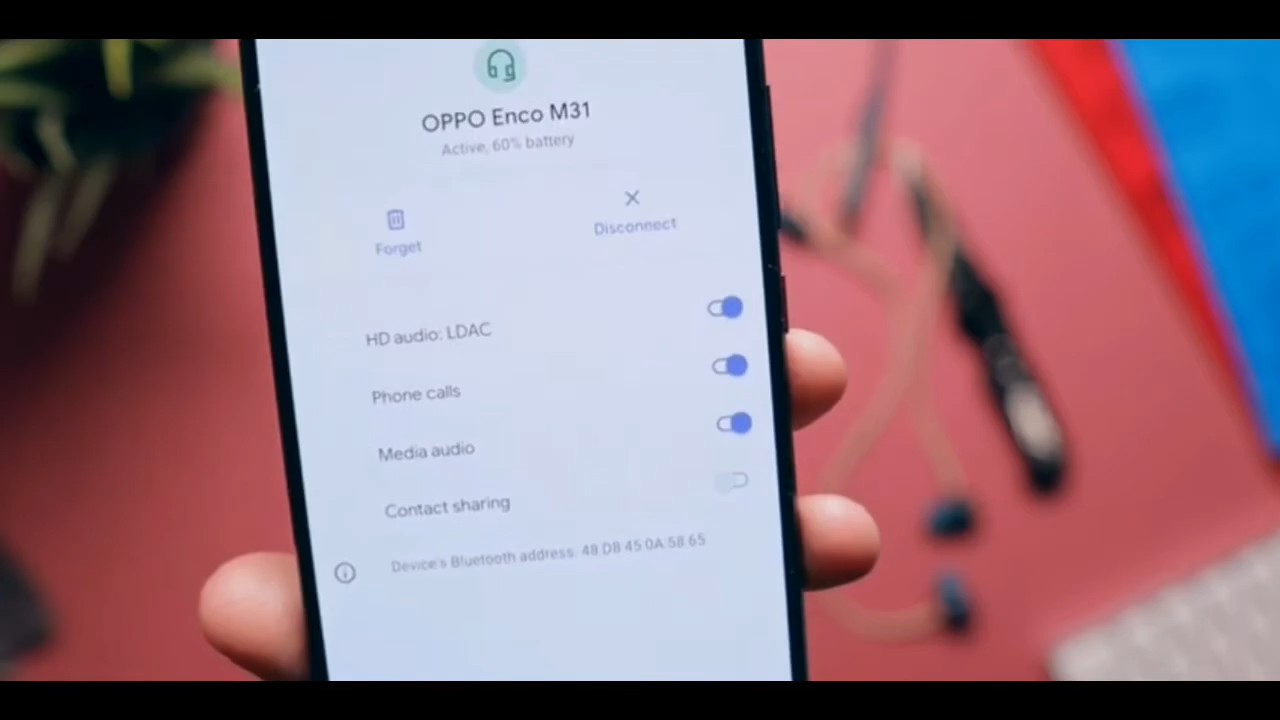 OPPO Enco M31
Active, 60% battery
Forget
Disconnect
HD audio: LDAC
Phone calls
Media audio
Contact sharing
Device's Bluetooth address: 48 DB 45 0A 58 65